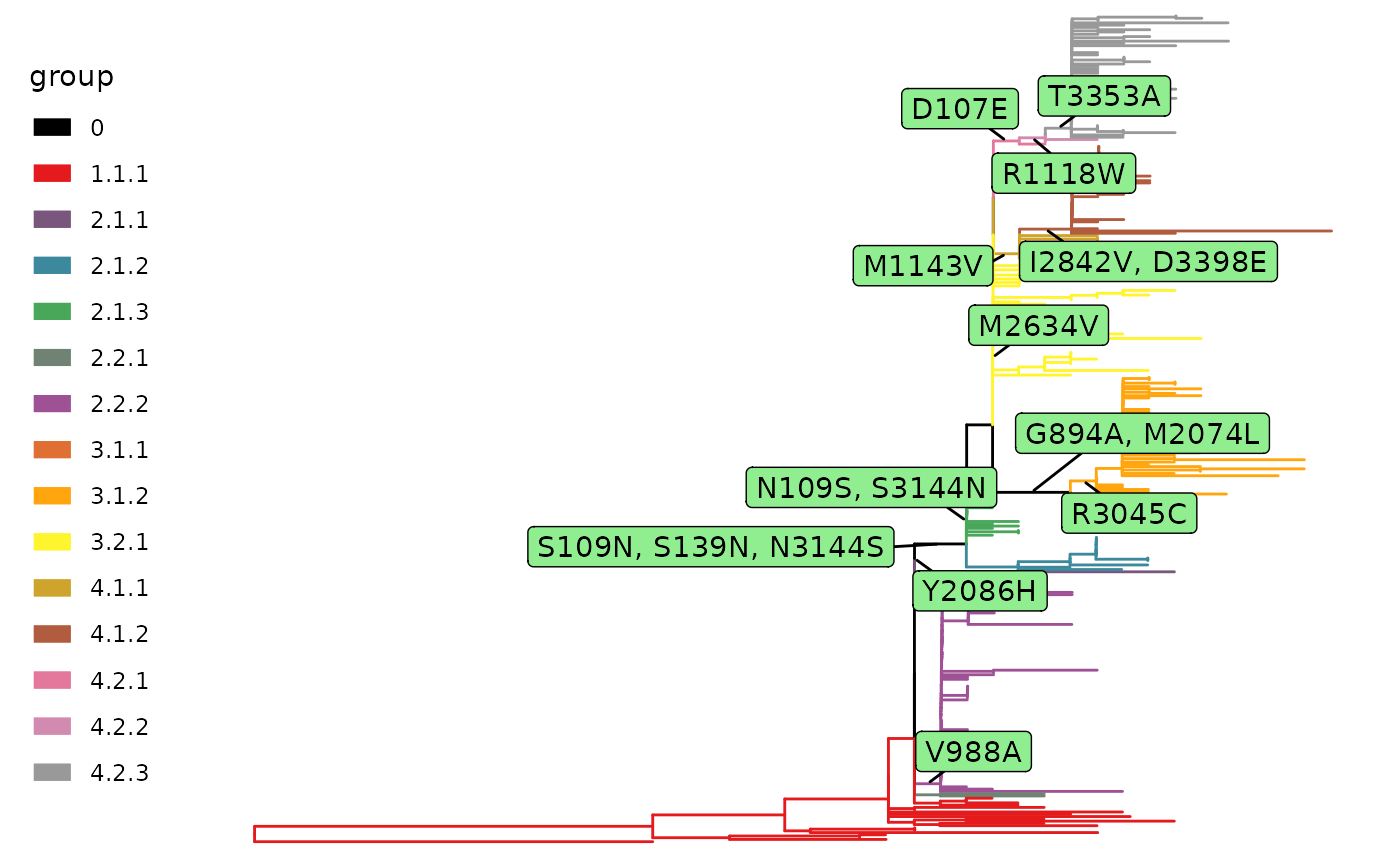 group
0
1.1.1
2.1.1
2.1.2
2.1.3
2.2.1
2.2.2
3.1.1
3.1.2
3.2.1
4.1.1
4.1.2
4.2.1
4.2.2
4.2.3
T3353A
D107E
R1118W
M1143V
I2842V, D3398E
M2634V
G894A, M2074L
N109S, S3144N
R3045C
S109N, S139N, N3144S
Y2086H
V988A